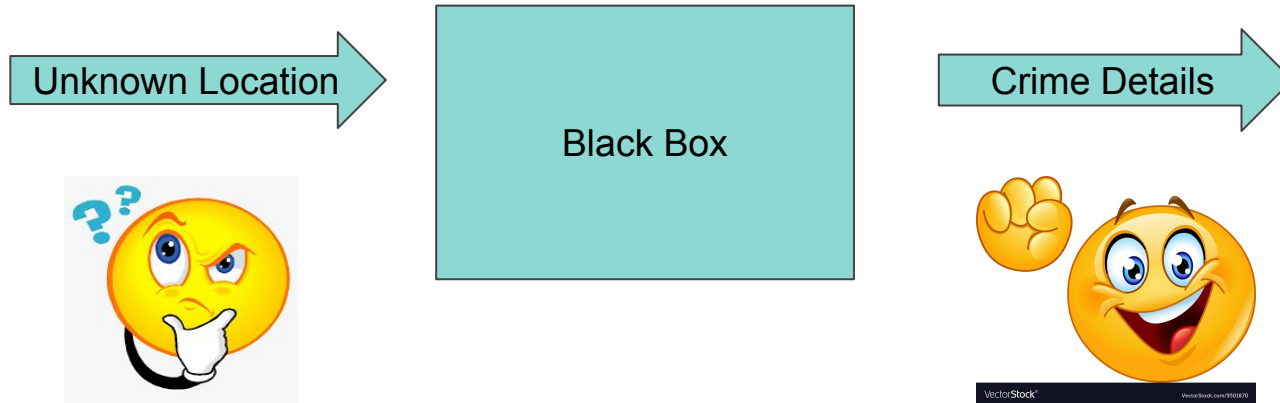 Unknown Location
Black Box
Crime Details
? ?
VectorStock®
VectorStock.com/9501870